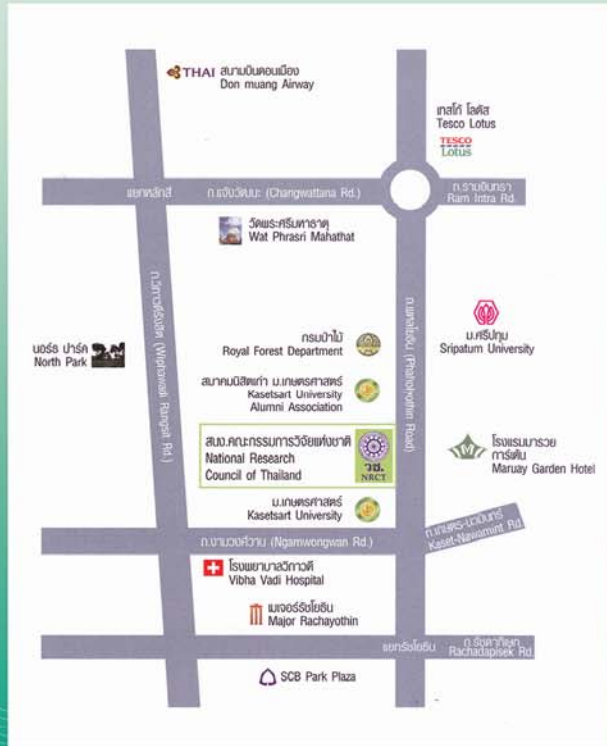 THAI สนามบินดอนเมือง
Don muang Airway
เทสโก้ โลตัส
Tesco Lotus
TESCO
Lotus
แยกหลักสี่
ถ.แจ้งวัฒนะ (Changwattana Rd.)
ถ.รามอินทรา
Ram Intra Rd.
วัดพระศรีมหาธาตุ
Wat Phrasri Mahathat
ถ.วิภาวดีรังสิต (Wiphawadi Rangsit Rd.)
ถ.พหลโยธิน (Phaholyothin Road)
นอร์ธ ปาร์ค
North Park
กรมป่าไม้
Royal Forest Department
ม.ศรีปทุม
Sripatum University
สมาคมนิสิตเก่า ม.เกษตรศาสตร์
Kasetsart University
Alumni Association
สนง.คณะกรรมการวิจัยแห่งชาติ
National Research
Council of Thailand
วช.
NRCT
โรงแรมมารวย
การ์เด้น
Maruay Garden Hotel
ม.เกษตรศาสตร์
Kasetsart University
ถ.งามวงศ์วาน (Ngamwongwan Rd.)
ถ.เกษตร-นวมินทร์
Kaset-Nawamint Rd.
โรงพยาบาลวิภาวดี
Vibha Vadi Hospital
เมเจอร์รัชโยธิน
Major Rachayothin
แยกรัชโยธิน
ถ.รัชดาภิเษก
Rachadapisek Rd.
SCB Park Plaza